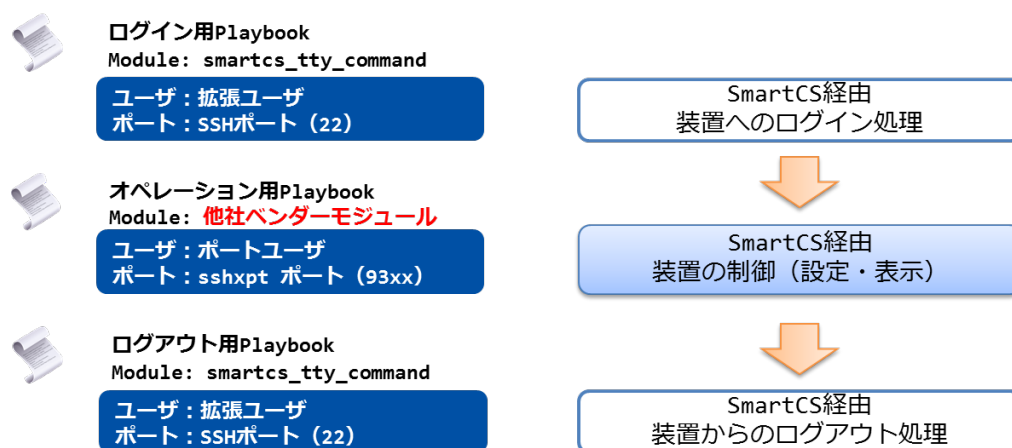 ログイン用Playbook
Module: smartcs_tty_command
ユーザ：拡張ユーザ
ポート：SSHポート（22）
SmartCS経由
装置へのログイン処理
オペレーション用Playbook
Module: 他社ベンダーモジュール
ユーザ：ポートユーザ
ポート：sshxpt ポート（93xx）
SmartCS経由
装置の制御（設定・表示）
ログアウト用Playbook
Module: smartcs_tty_command
ユーザ：拡張ユーザ
ポート：SSHポート（22）
SmartCS経由
装置からのログアウト処理